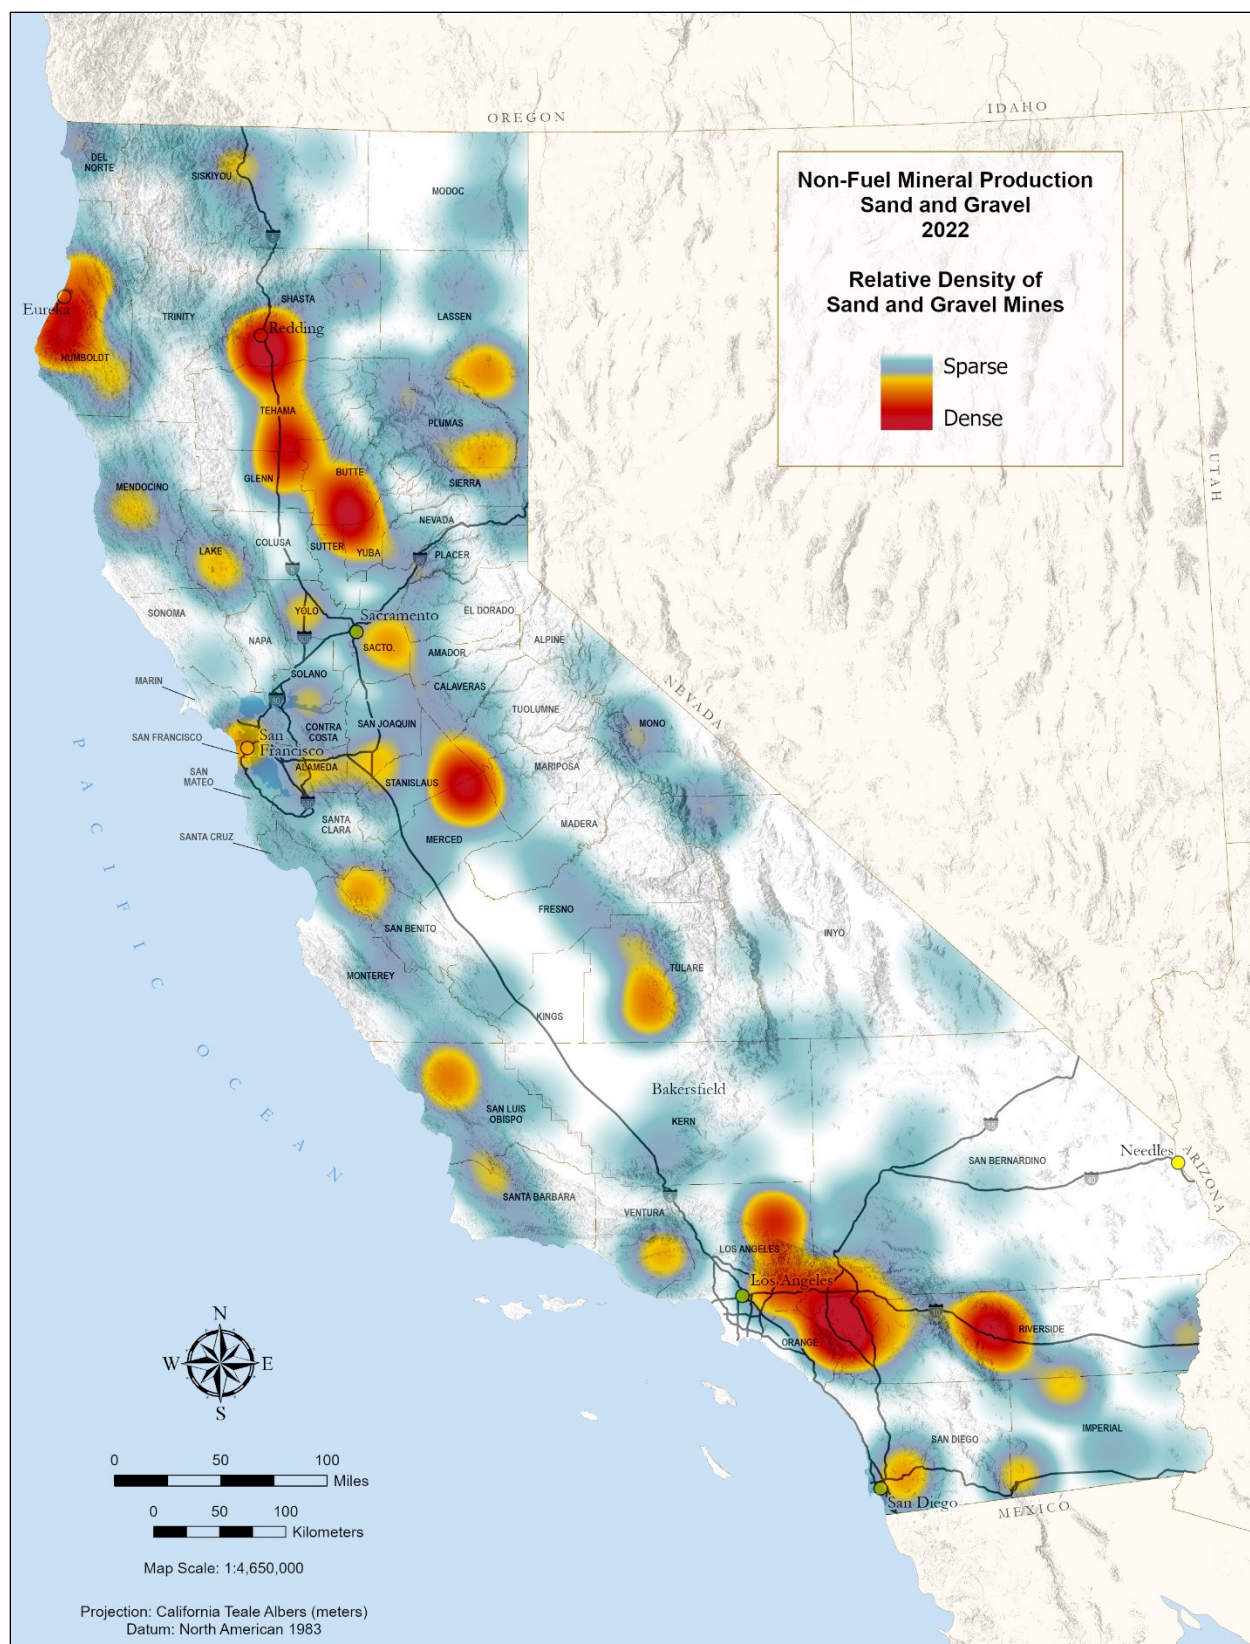 OREGON
IDAHO
Non-Fuel Mineral Production
Sand and Gravel
2022
Relative Density of
Sand and Gravel Mines
Sparse
Dense
DEL
NORTE
SISKIYOU
MODOC
Eureka
HUMBOLDT
TRINITY
SHASTA
Redding
LASSEN
TEHAMA
PLUMAS
GLENN
BUTTE
SIERRA
MENDOCINO
LAKE
COLUSA
SUTTER
YUBA
NEVADA
PLACER
UTAH
SONOMA
NAPA
YOLO
Sacramento
SACTO.
EL DORADO
ALPINE
AMADOR
MARIN
SOLANO
CALAVERAS
NEVADA
SAN FRANCISCO
San
Francisco
CONTRA
COSTA
SAN JOAQUIN
TUOLUMNE
MONO
SAN
MATEO
ALAMEDA
STANISLAUS
MARIPOSA
SANTA CRUZ
SANTA
CLARA
MERCED
MADERA
PACIFIC OCEAN
SAN BENITO
FRESNO
INYO
MONTEREY
TULARE
KINGS
Bakersfield
KERN
SAN LUIS
OBISPO
SAN BERNARDINO
Needles
ARIZONA
SANTA BARBARA
VENTURA
LOS ANGELES
Los Angeles
ORANGE
RIVERSIDE
IMPERIAL
SAN DIEGO
San Diego
MEXICO
N
W E
S
0 50 100
Miles
0 50 100
Kilometers
Map Scale: 1:4,650,000
Projection: California Teale Albers (meters)
Datum: North American 1983